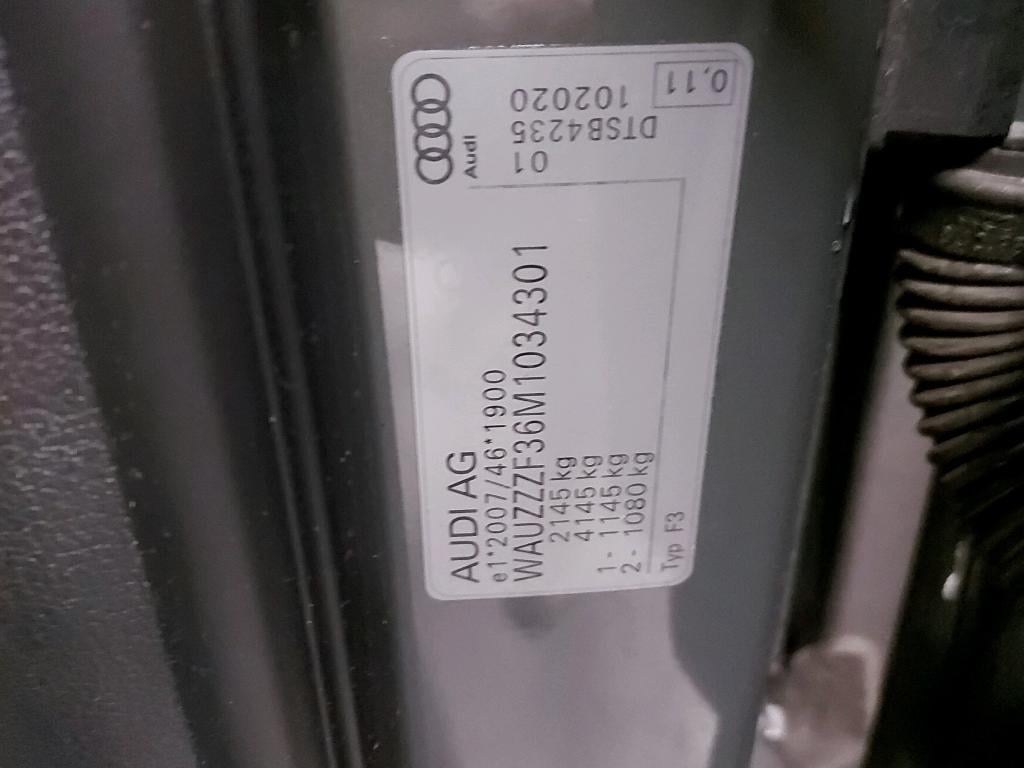 AUDI AG
e1*2007/46*1900
WAUZZZF36M1034301
2145 kg
4145 kg
1- 1145 kg
2- 1080 kg
Typ F3
Audi
01
DTSB4235
102020
0,11